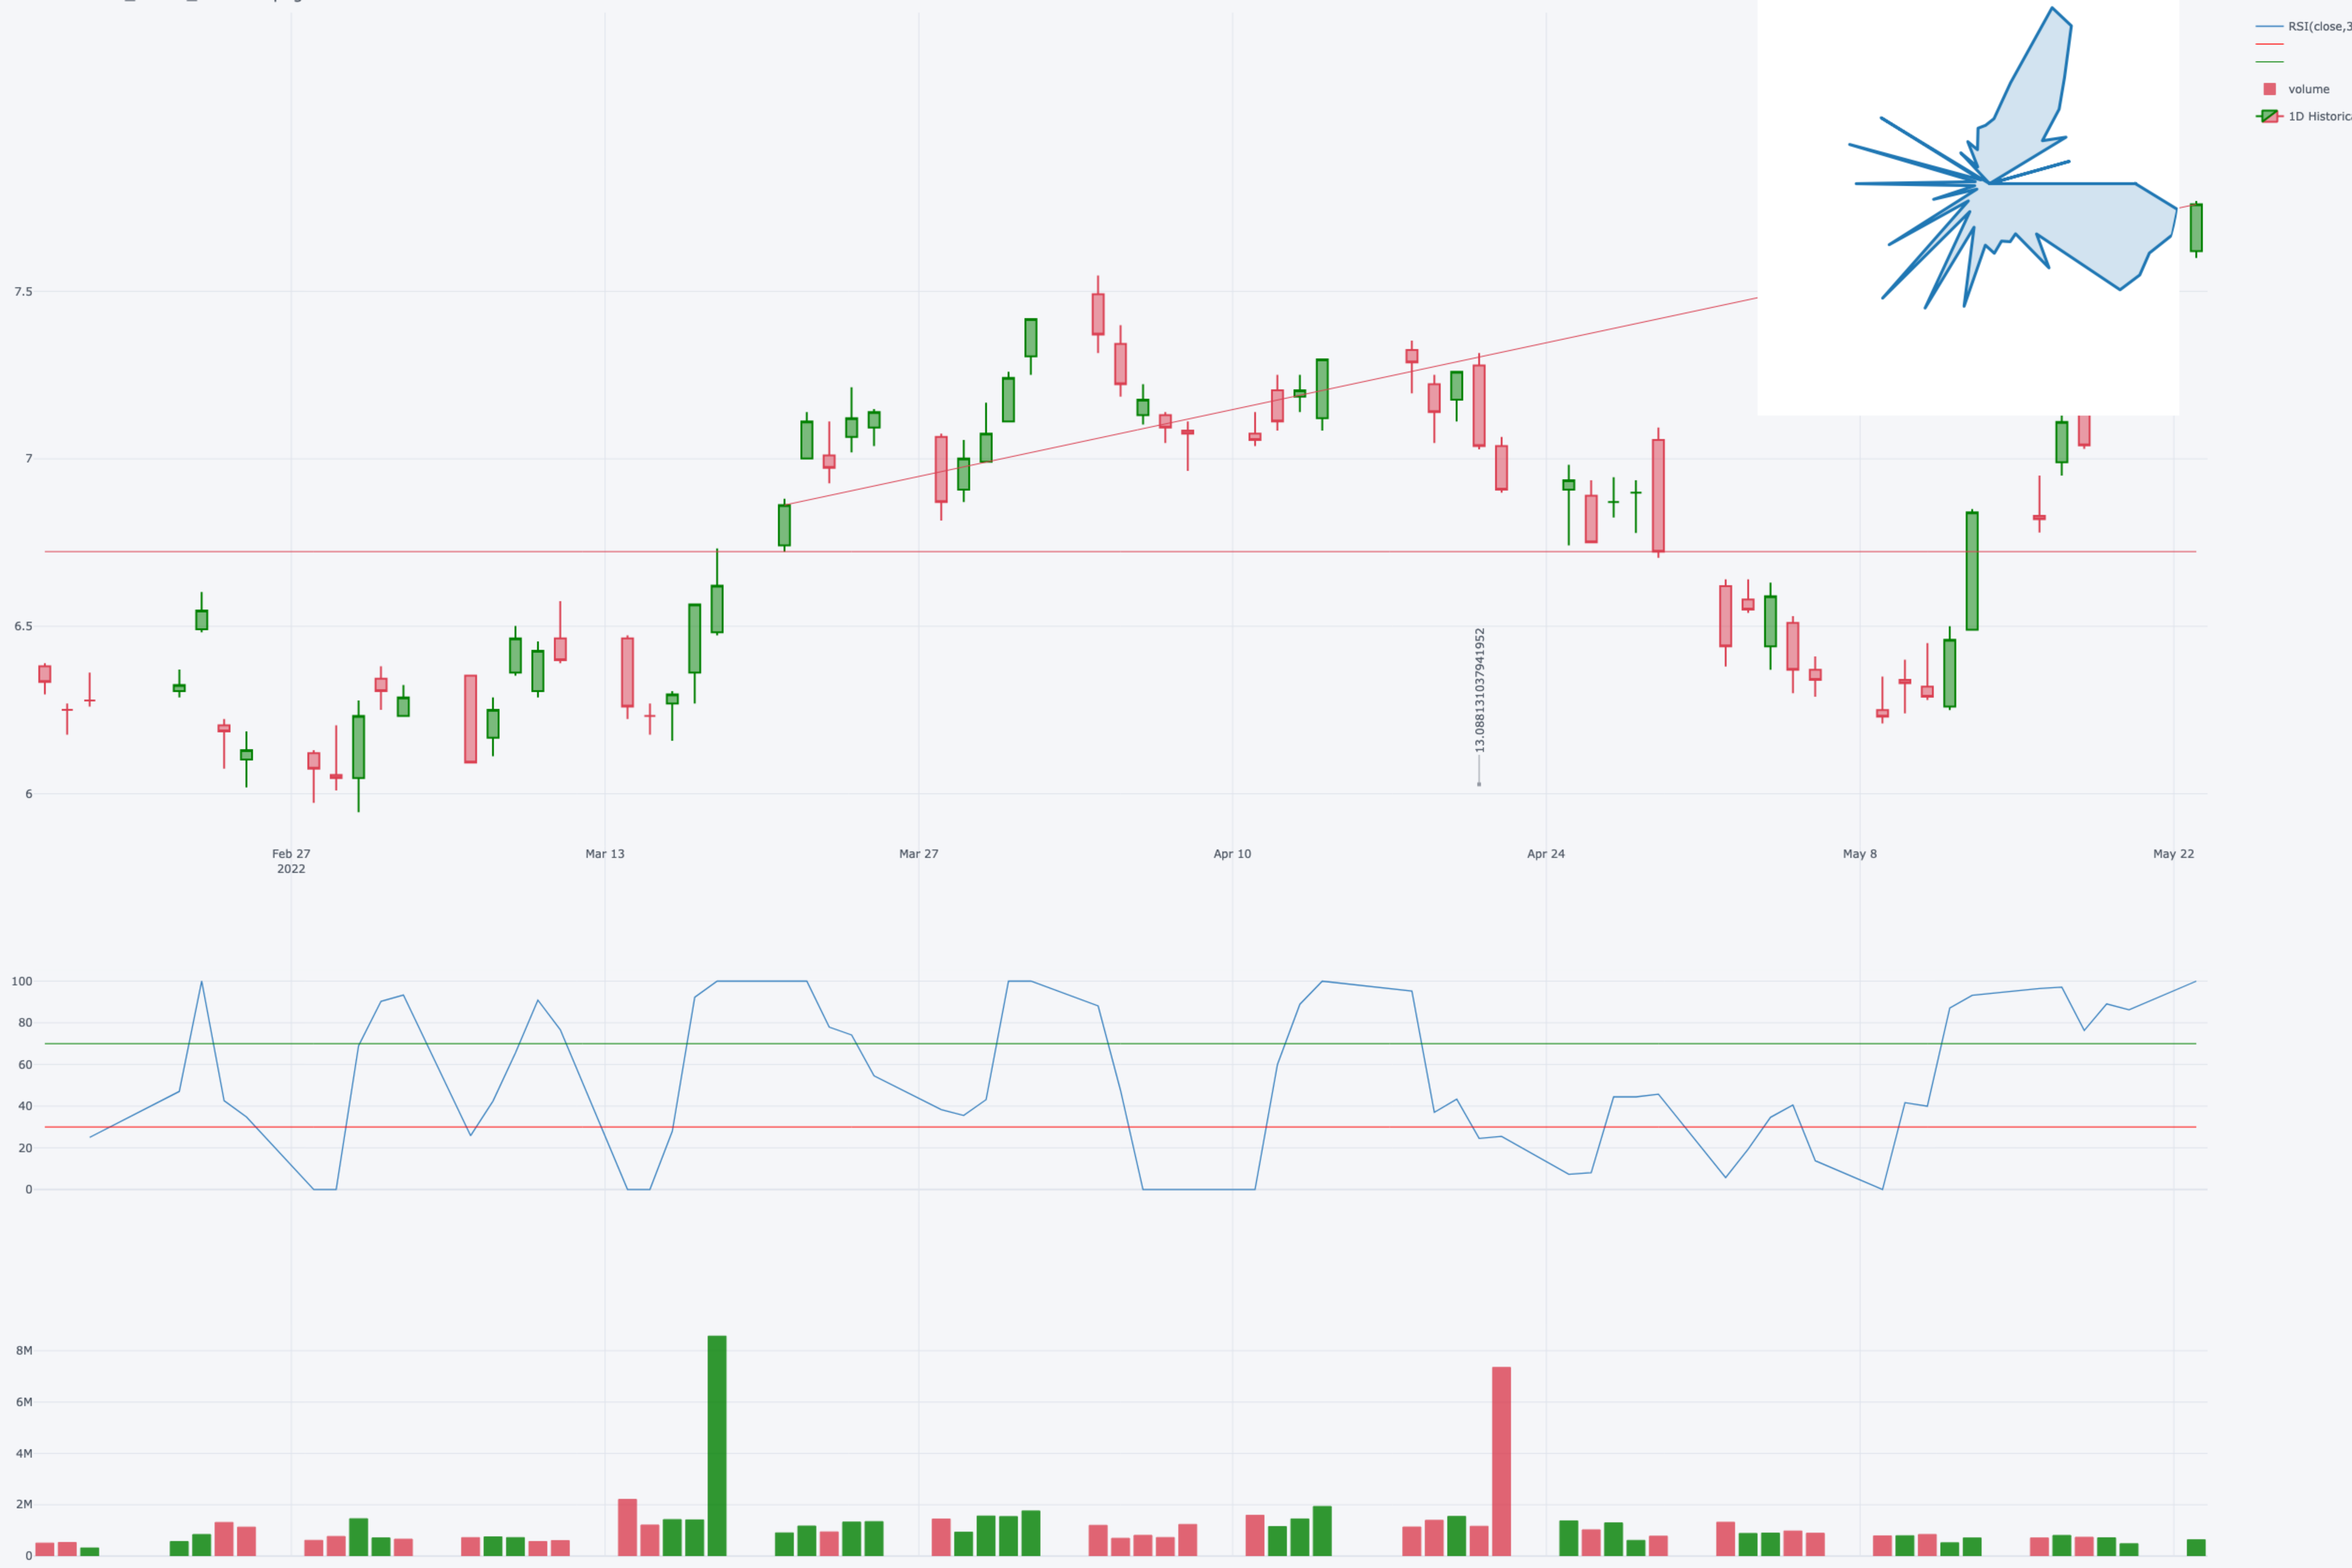 RSI(close,3
volume
1D Historic
7.5
7
6.5
6
13.088131037941952
Feb 27
2022
Mar 13
Mar 27
Apr 10
Apr 24
May 8
May 22
100
80
60
40
20
0
8M
6M
4M
2M
0